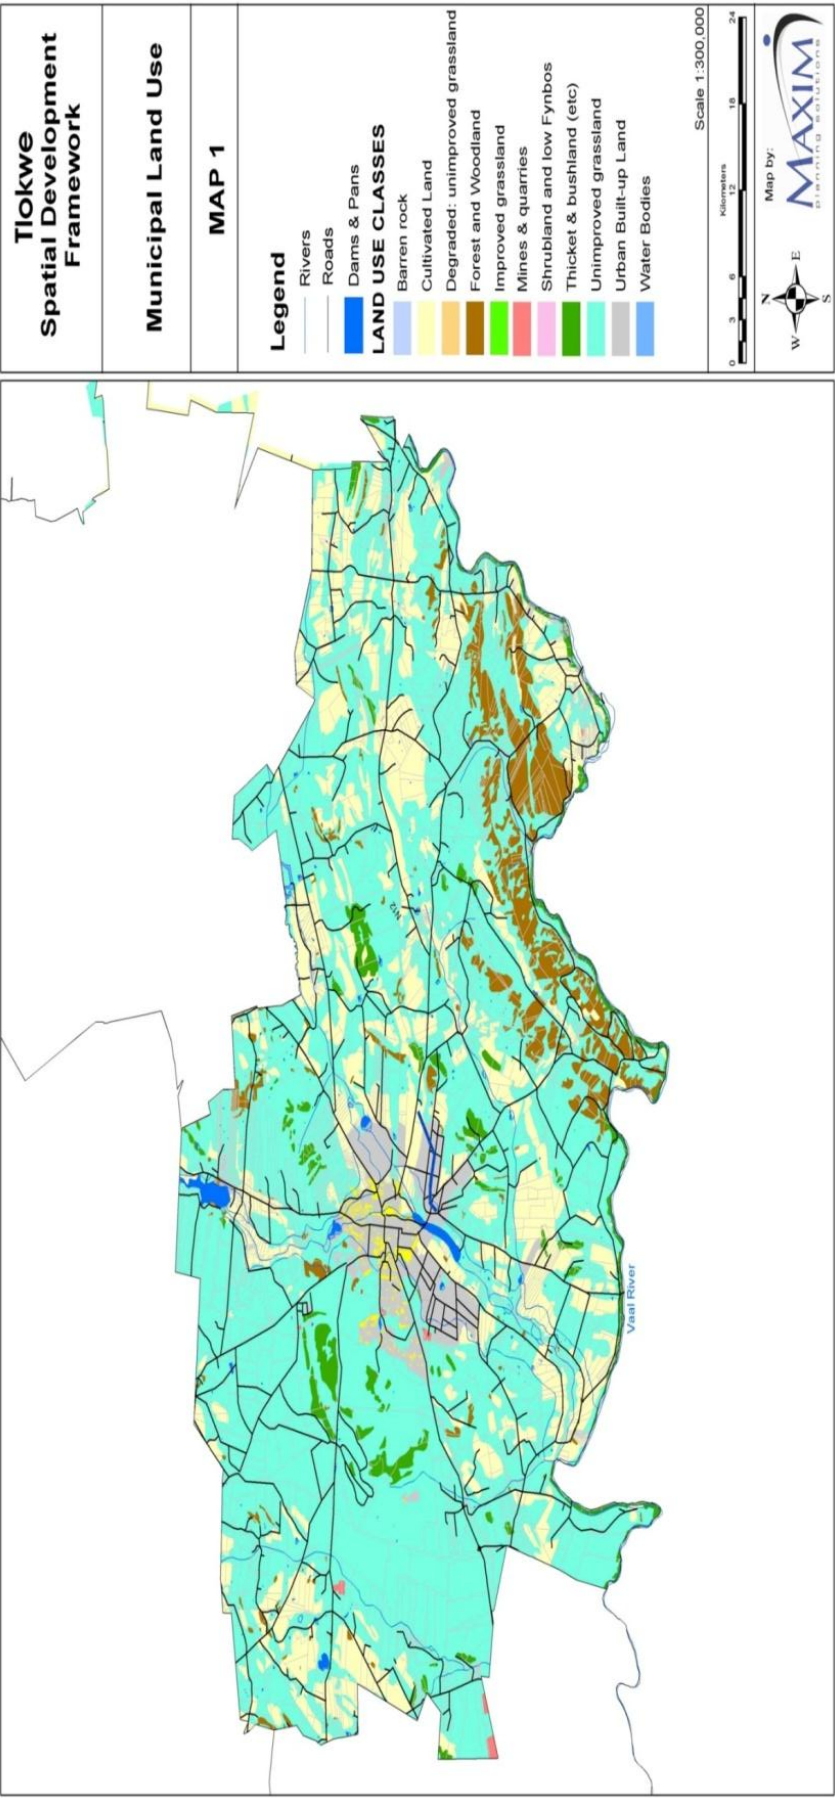 Tlokwe
Spatial Development
Framework
Municipal Land Use
MAP 1
Legend
Rivers
Roads
Dams & Pans
LAND USE CLASSES
Barren rock
Cultivated Land
Degraded: unimproved grassland
Forest and Woodland
Improved grassland
Mines & quarries
Shrubland and low Fynbos
Thicket & bushland (etc)
Unimproved grassland
Urban Built-up Land
Water Bodies
Scale 1:300,000
0 3 6 12 18 24
Kilometers
N
W E
S
Map by:
MAXIM
planning solutions
N12
Vaal River